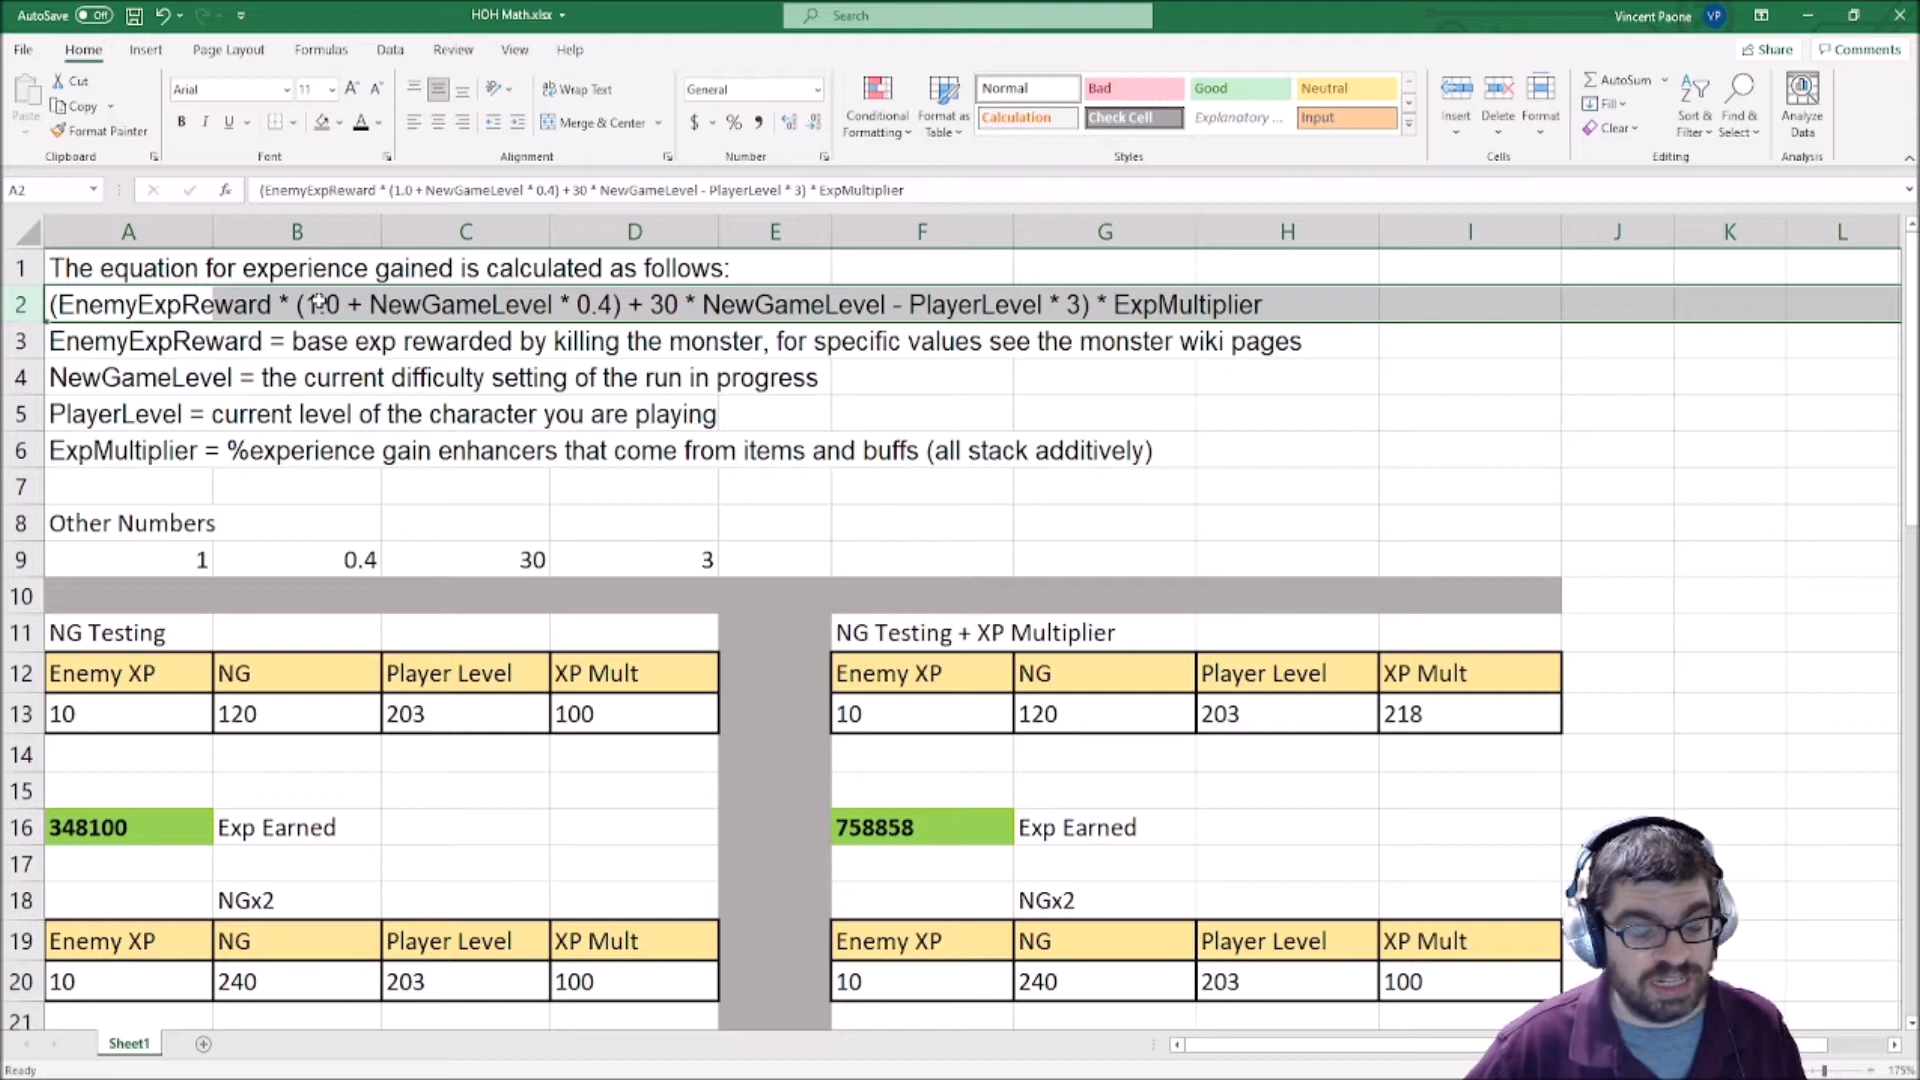 AutoSave Off HOH Math.xlsx Search Vincent Paone VP
File Home Insert Page Layout Formulas Data Review View Help Share Comments
Paste Cut Copy Format Painter Clipboard
Arial 11 A A B I U A Font
Wrap Text Merge & Center Alignment
General $ % Number
Conditional Formatting Format as Table
Normal Bad Good Neutral
Calculation Check Cell Explanatory ... Input
Styles
Insert Delete Format Cells
AutoSum Fill Clear Sort & Filter Find & Select Editing
Analyze Data Analysis
A2 fx (EnemyExpReward * (1.0 + NewGameLevel * 0.4) + 30 * NewGameLevel - PlayerLevel * 3) * ExpMultiplier
A B C D E F G H I J K L
1 The equation for experience gained is calculated as follows:
2 (EnemyExpReward * (1.0 + NewGameLevel * 0.4) + 30 * NewGameLevel - PlayerLevel * 3) * ExpMultiplier
3 EnemyExpReward = base exp rewarded by killing the monster, for specific values see the monster wiki pages
4 NewGameLevel = the current difficulty setting of the run in progress
5 PlayerLevel = current level of the character you are playing
6 ExpMultiplier = %experience gain enhancers that come from items and buffs (all stack additively)
7
8 Other Numbers
9 1 0.4 30 3
10
11 NG Testing NG Testing + XP Multiplier
12 Enemy XP NG Player Level XP Mult Enemy XP NG Player Level XP Mult
13 10 120 203 100 10 120 203 218
14
15
16 348100 Exp Earned 758858 Exp Earned
17
18 NGx2 NGx2
19 Enemy XP NG Player Level XP Mult Enemy XP NG Player Level XP Mult
20 10 240 203 100 10 240 203 100
21
Sheet1
Ready 175%